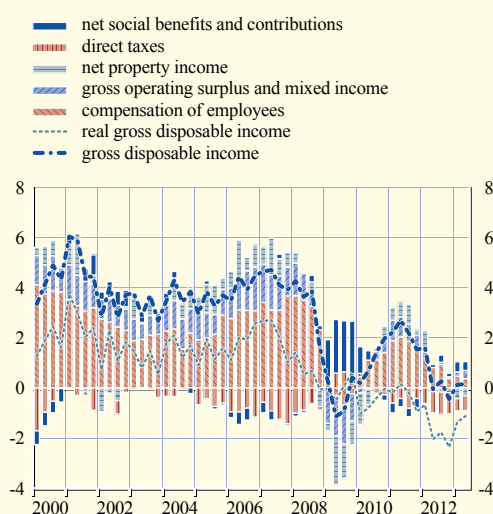 net social benefits and contributions
direct taxes
net property income
gross operating surplus and mixed income
compensation of employees
real gross disposable income
gross disposable income
8 8
6 6
4 4
2 2
0 0
-2 -2
-4 -4
2000 2002 2004 2006 2008 2010 2012